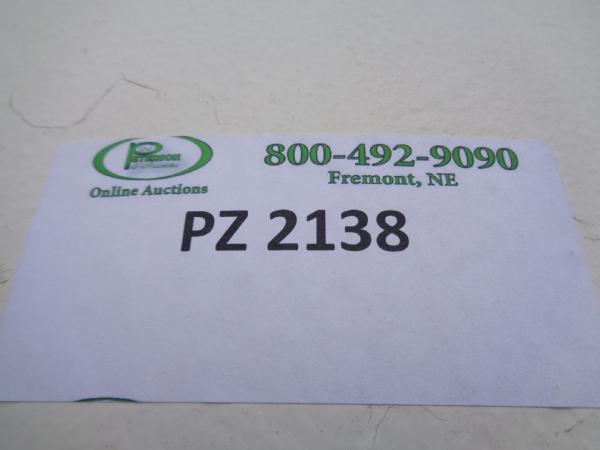 800-492-9090
Fremont, NE
Online Auctions
PZ 2138